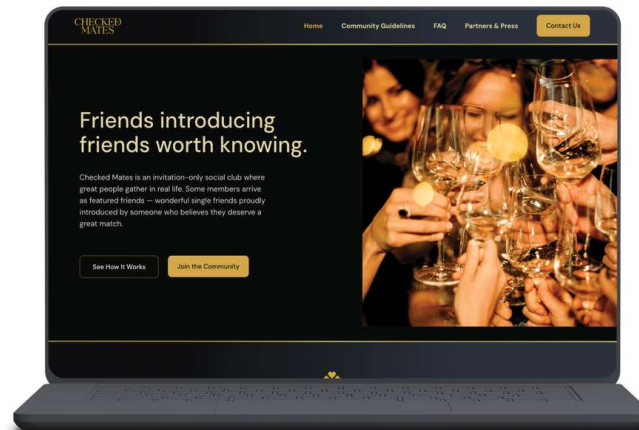 CHECKED
MATES
Home
Community Guidelines
FAQ
Partners & Press
Contact Us
Friends introducing
friends worth knowing.
Checked Mates is an invitation-only social club where
great people gather in real life. Some members arrive
as featured friends — wonderful single friends proudly
introduced by someone who believes they deserve a
great match.
See How It Works
Join the Community